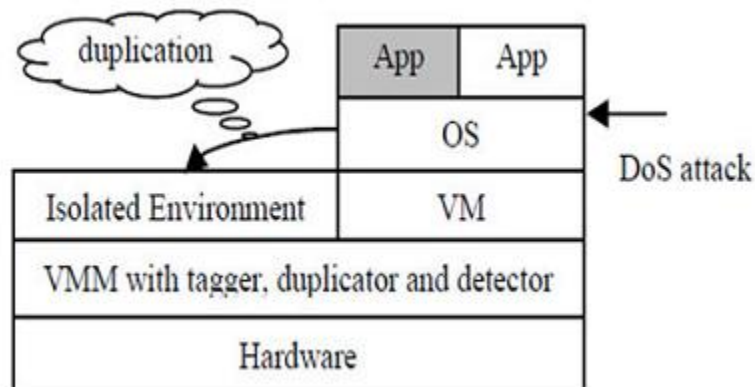 duplication
App App
OS
DoS attack
Isolated Environment VM
VMM with tagger, duplicator and detector
Hardware